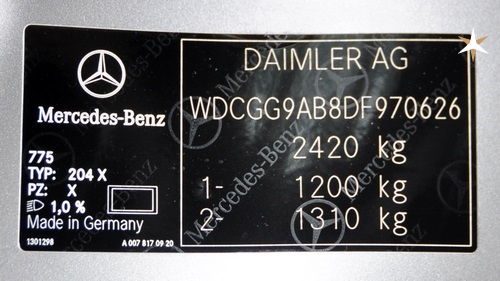 Mercedes-Benz
775
TYP: 204 X
PZ: X
1,0 %
Made in Germany
1301298 A 007 817 09 20
DAIMLER AG
WDCGG9AB8DF970626
2420 kg
1- 1200 kg
2- 1310 kg